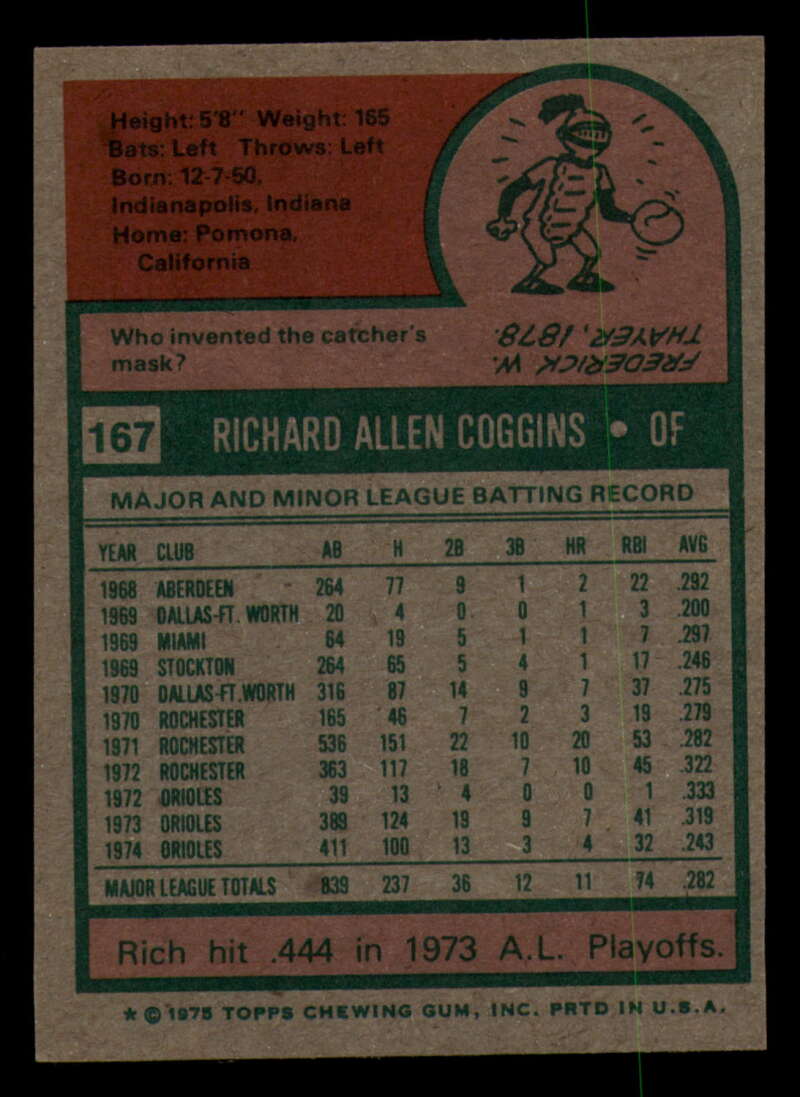 Height: 5'8" Weight: 165
Bats: Left Throws: Left
Born: 12-7-50,
Indianapolis, Indiana
Home: Pomona,
California
Who invented the catcher's
mask?
FREDERICK W.
THAYER, 1878.
167 RICHARD ALLEN COGGINS • OF
MAJOR AND MINOR LEAGUE BATTING RECORD
YEAR CLUB AB H 2B 3B HR RBI AVG
1968 ABERDEEN 264 77 9 1 2 22 .292
1969 DALLAS-FT. WORTH 20 4 0 0 1 3 .200
1969 MIAMI 64 19 5 1 1 7 .297
1969 STOCKTON 264 65 5 4 1 17 .246
1970 DALLAS-FT.WORTH 316 87 14 9 7 37 .275
1970 ROCHESTER 165 46 7 2 3 19 .279
1971 ROCHESTER 536 151 22 10 20 53 .282
1972 ROCHESTER 363 117 18 7 10 45 .322
1972 ORIOLES 39 13 4 0 0 1 .333
1973 ORIOLES 389 124 19 9 7 41 .319
1974 ORIOLES 411 100 13 3 4 32 .243
MAJOR LEAGUE TOTALS 839 237 36 12 11 74 .282
Rich hit .444 in 1973 A.L. Playoffs.
* © 1975 TOPPS CHEWING GUM, INC. PRTD IN U.S.A.